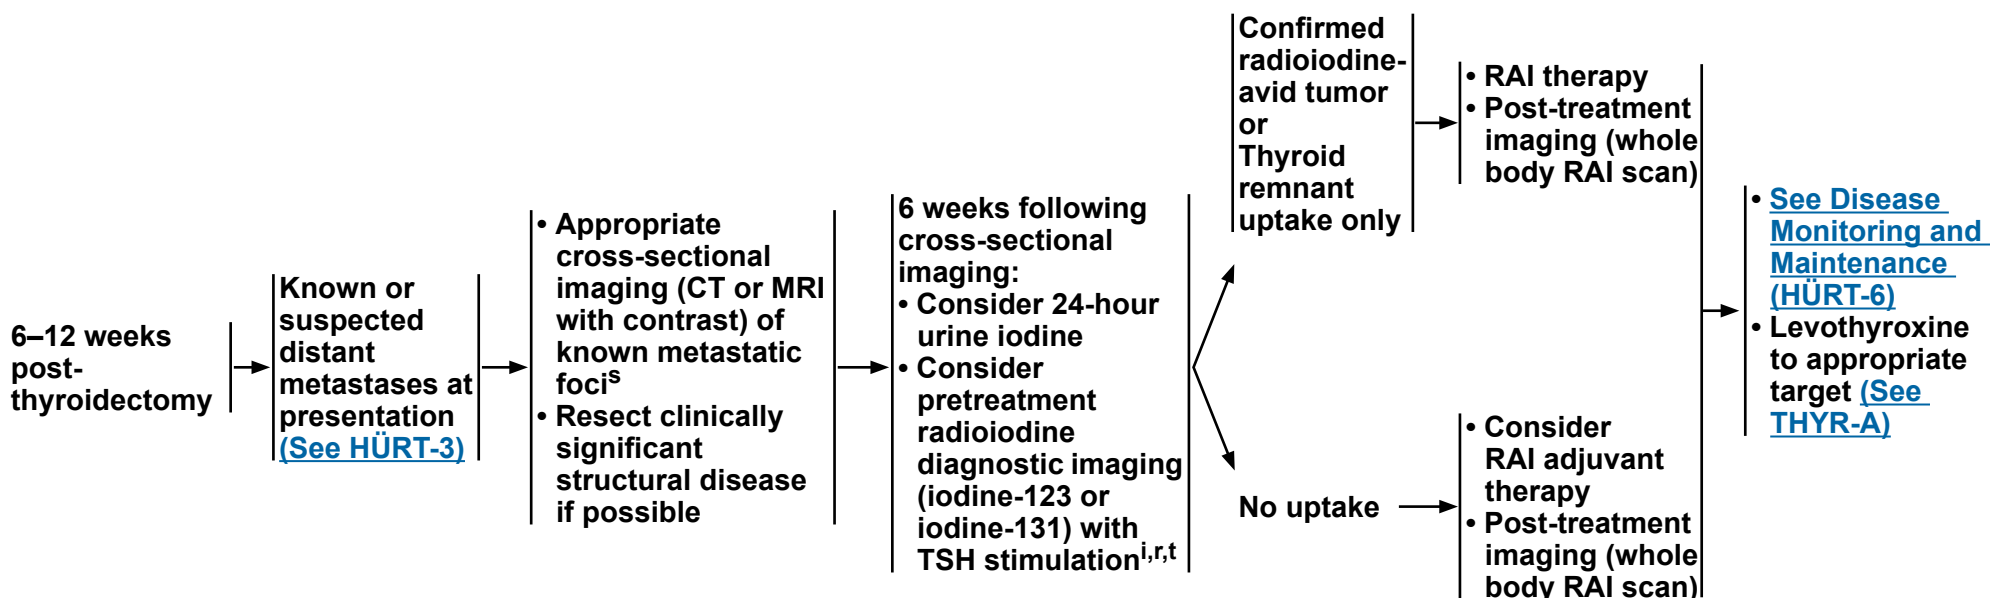 6–12 weeks
post-
thyroidectomy
Known or
suspected
distant
metastases at
presentation
(See HÜRT-3)
• Appropriate
cross-sectional
imaging (CT or MRI
with contrast) of
known metastatic
foci^s
• Resect clinically
significant
structural disease
if possible
6 weeks following
cross-sectional
imaging:
• Consider 24-hour
urine iodine
• Consider
pretreatment
radioiodine
diagnostic imaging
(iodine-123 or
iodine-131) with
TSH stimulation^i,r,t
Confirmed
radioiodine-
avid tumor
or
Thyroid
remnant
uptake only
• RAI therapy
• Post-treatment
imaging (whole
body RAI scan)
No uptake
• Consider
RAI adjuvant
therapy
• Post-treatment
imaging (whole
body RAI scan)
• See Disease
Monitoring and
Maintenance
(HÜRT-6)
• Levothyroxine
to appropriate
target (See
THYR-A)